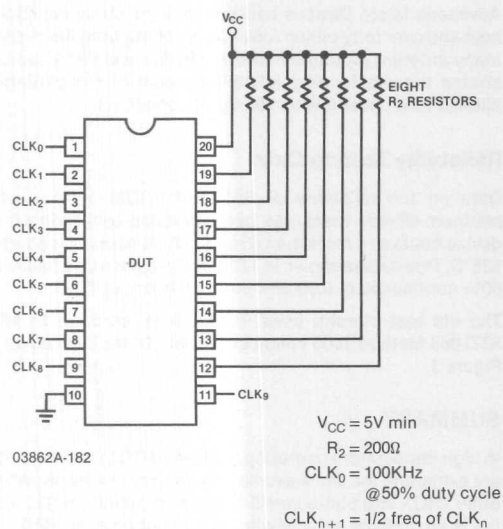 VCC
EIGHT
R2 RESISTORS
CLK0 1 20
CLK1 2 19
CLK2 3 18
CLK3 4 17
CLK4 5 16
DUT
CLK5 6 15
CLK6 7 14
CLK7 8 13
CLK8 9 12
10 11 CLK9
03862A-182
VCC = 5V min
R2 = 200Ω
CLK0 = 100KHz
@50% duty cycle
CLKn + 1 = 1/2 freq of CLKn